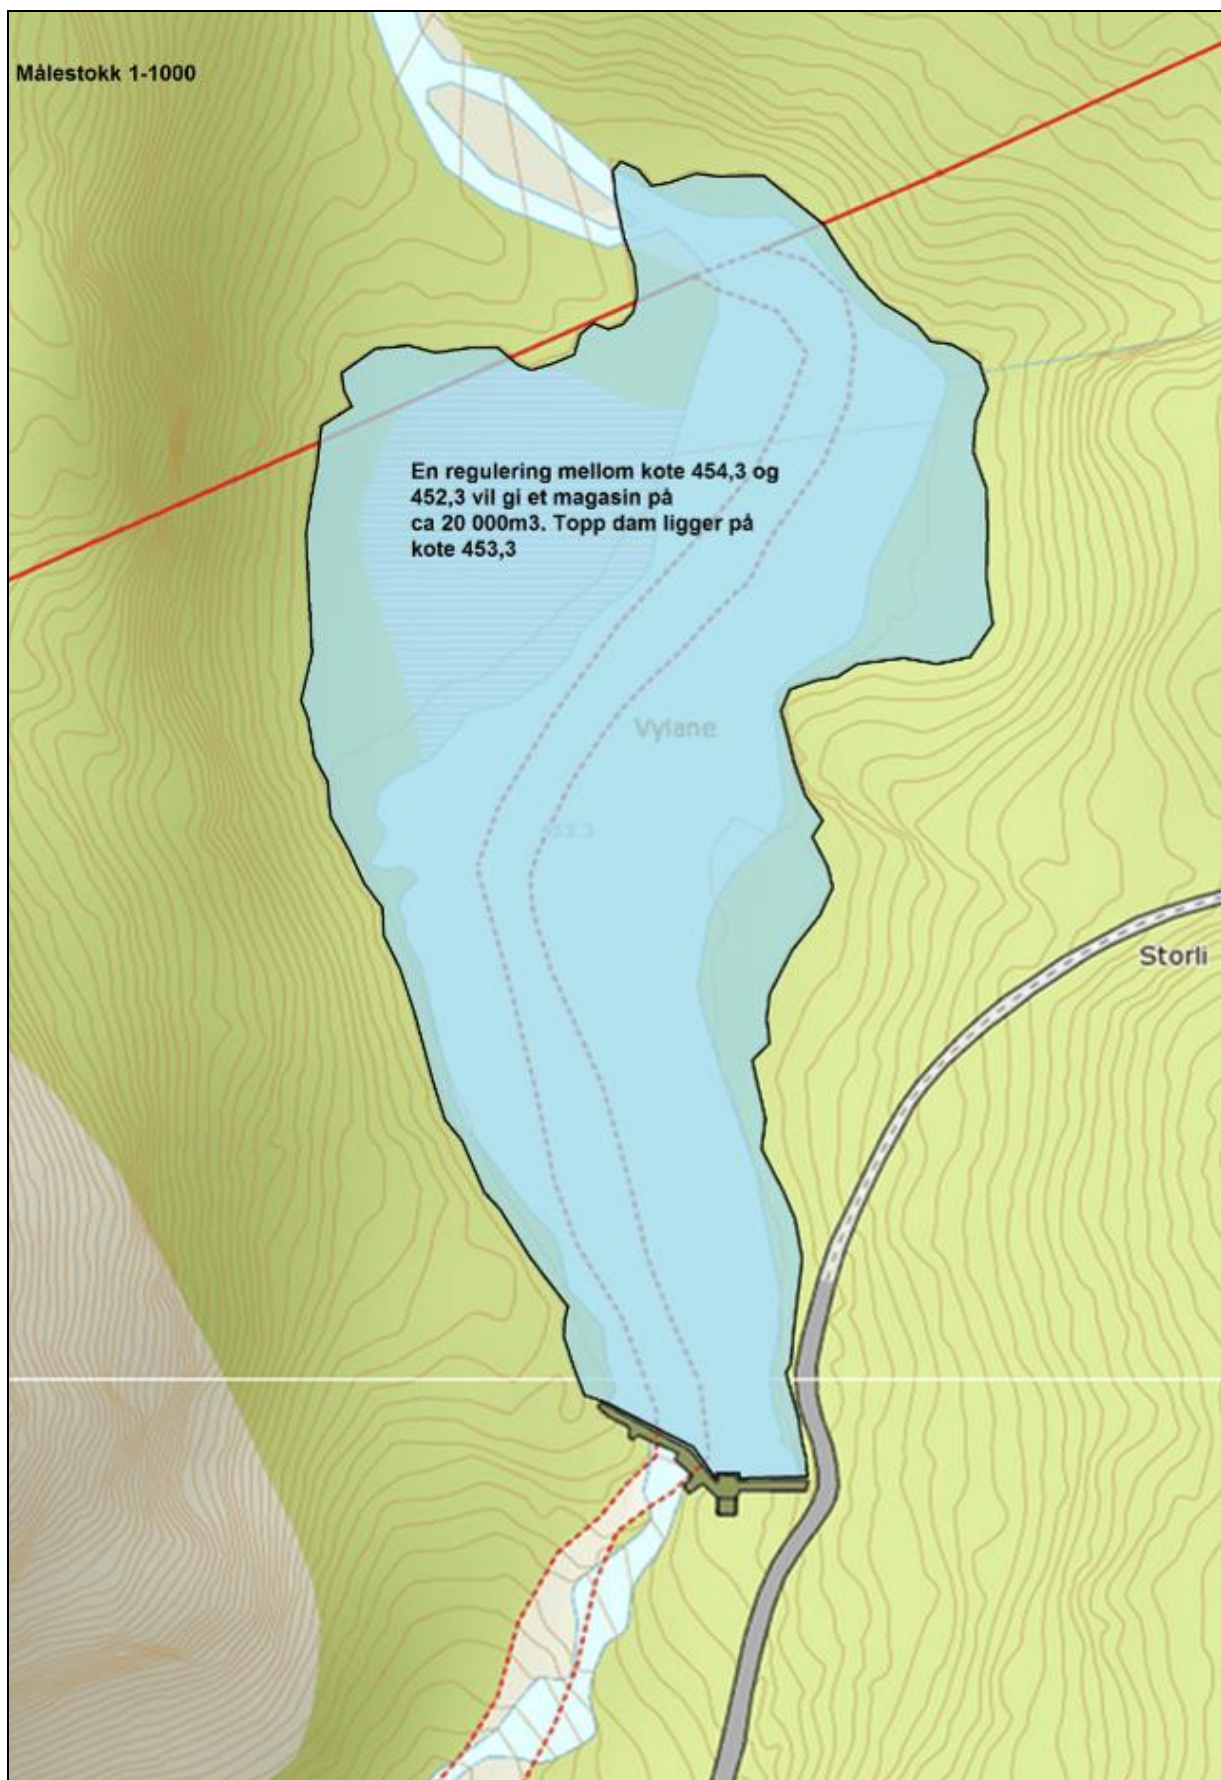 Målestokk 1-1000
En regulering mellom kote 454,3 og
452,3 vil gi et magasin på
ca 20 000m3. Topp dam ligger på
kote 453,3
Vylane
Storli